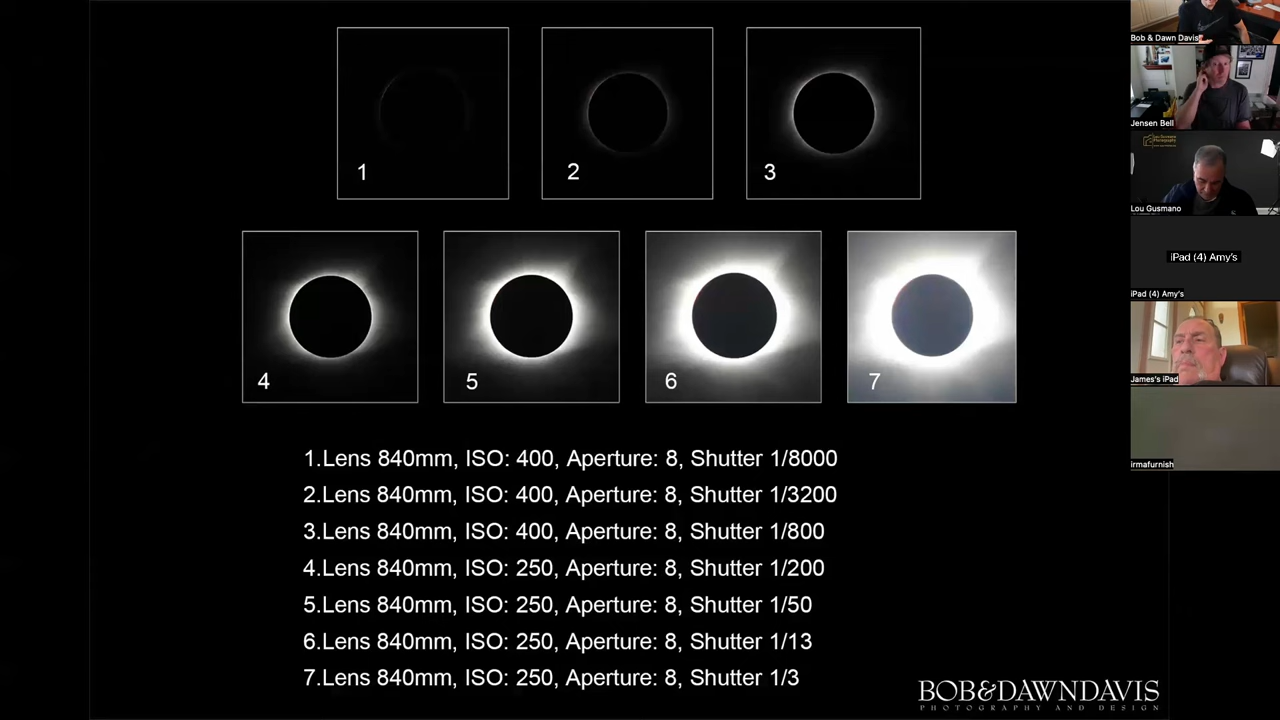 1
2
3
4
5
6
7
1.Lens 840mm, ISO: 400, Aperture: 8, Shutter 1/8000
2.Lens 840mm, ISO: 400, Aperture: 8, Shutter 1/3200
3.Lens 840mm, ISO: 400, Aperture: 8, Shutter 1/800
4.Lens 840mm, ISO: 250, Aperture: 8, Shutter 1/200
5.Lens 840mm, ISO: 250, Aperture: 8, Shutter 1/50
6.Lens 840mm, ISO: 250, Aperture: 8, Shutter 1/13
7.Lens 840mm, ISO: 250, Aperture: 8, Shutter 1/3
BOB&DAWNDAVIS
PHOTOGRAPHY AND DESIGN
Bob & Dawn Davis
Jensen Bell
Lou Gusmano
iPad (4) Amy's
iPad (4) Amy's
James's iPad
irmafurnish